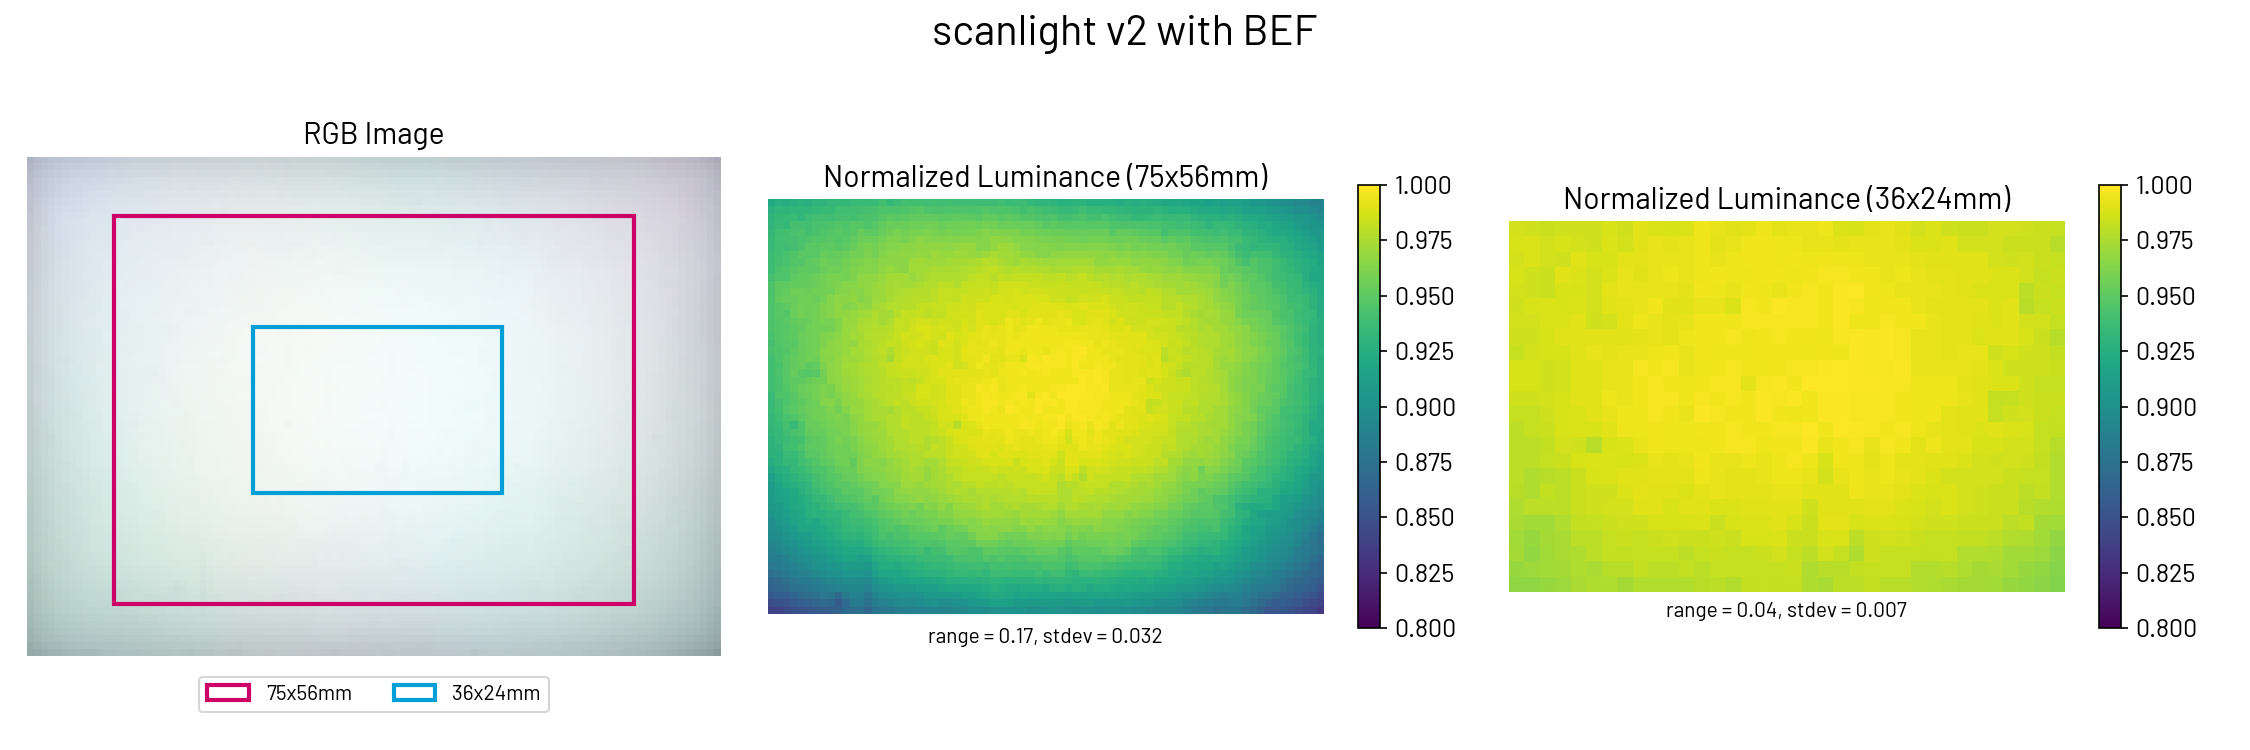 scanlight v2 with BEF
RGB Image
75x56mm
36x24mm
Normalized Luminance (75x56mm)
range = 0.17, stdev = 0.032
1.000
0.975
0.950
0.925
0.900
0.875
0.850
0.825
0.800
Normalized Luminance (36x24mm)
range = 0.04, stdev = 0.007
1.000
0.975
0.950
0.925
0.900
0.875
0.850
0.825
0.800